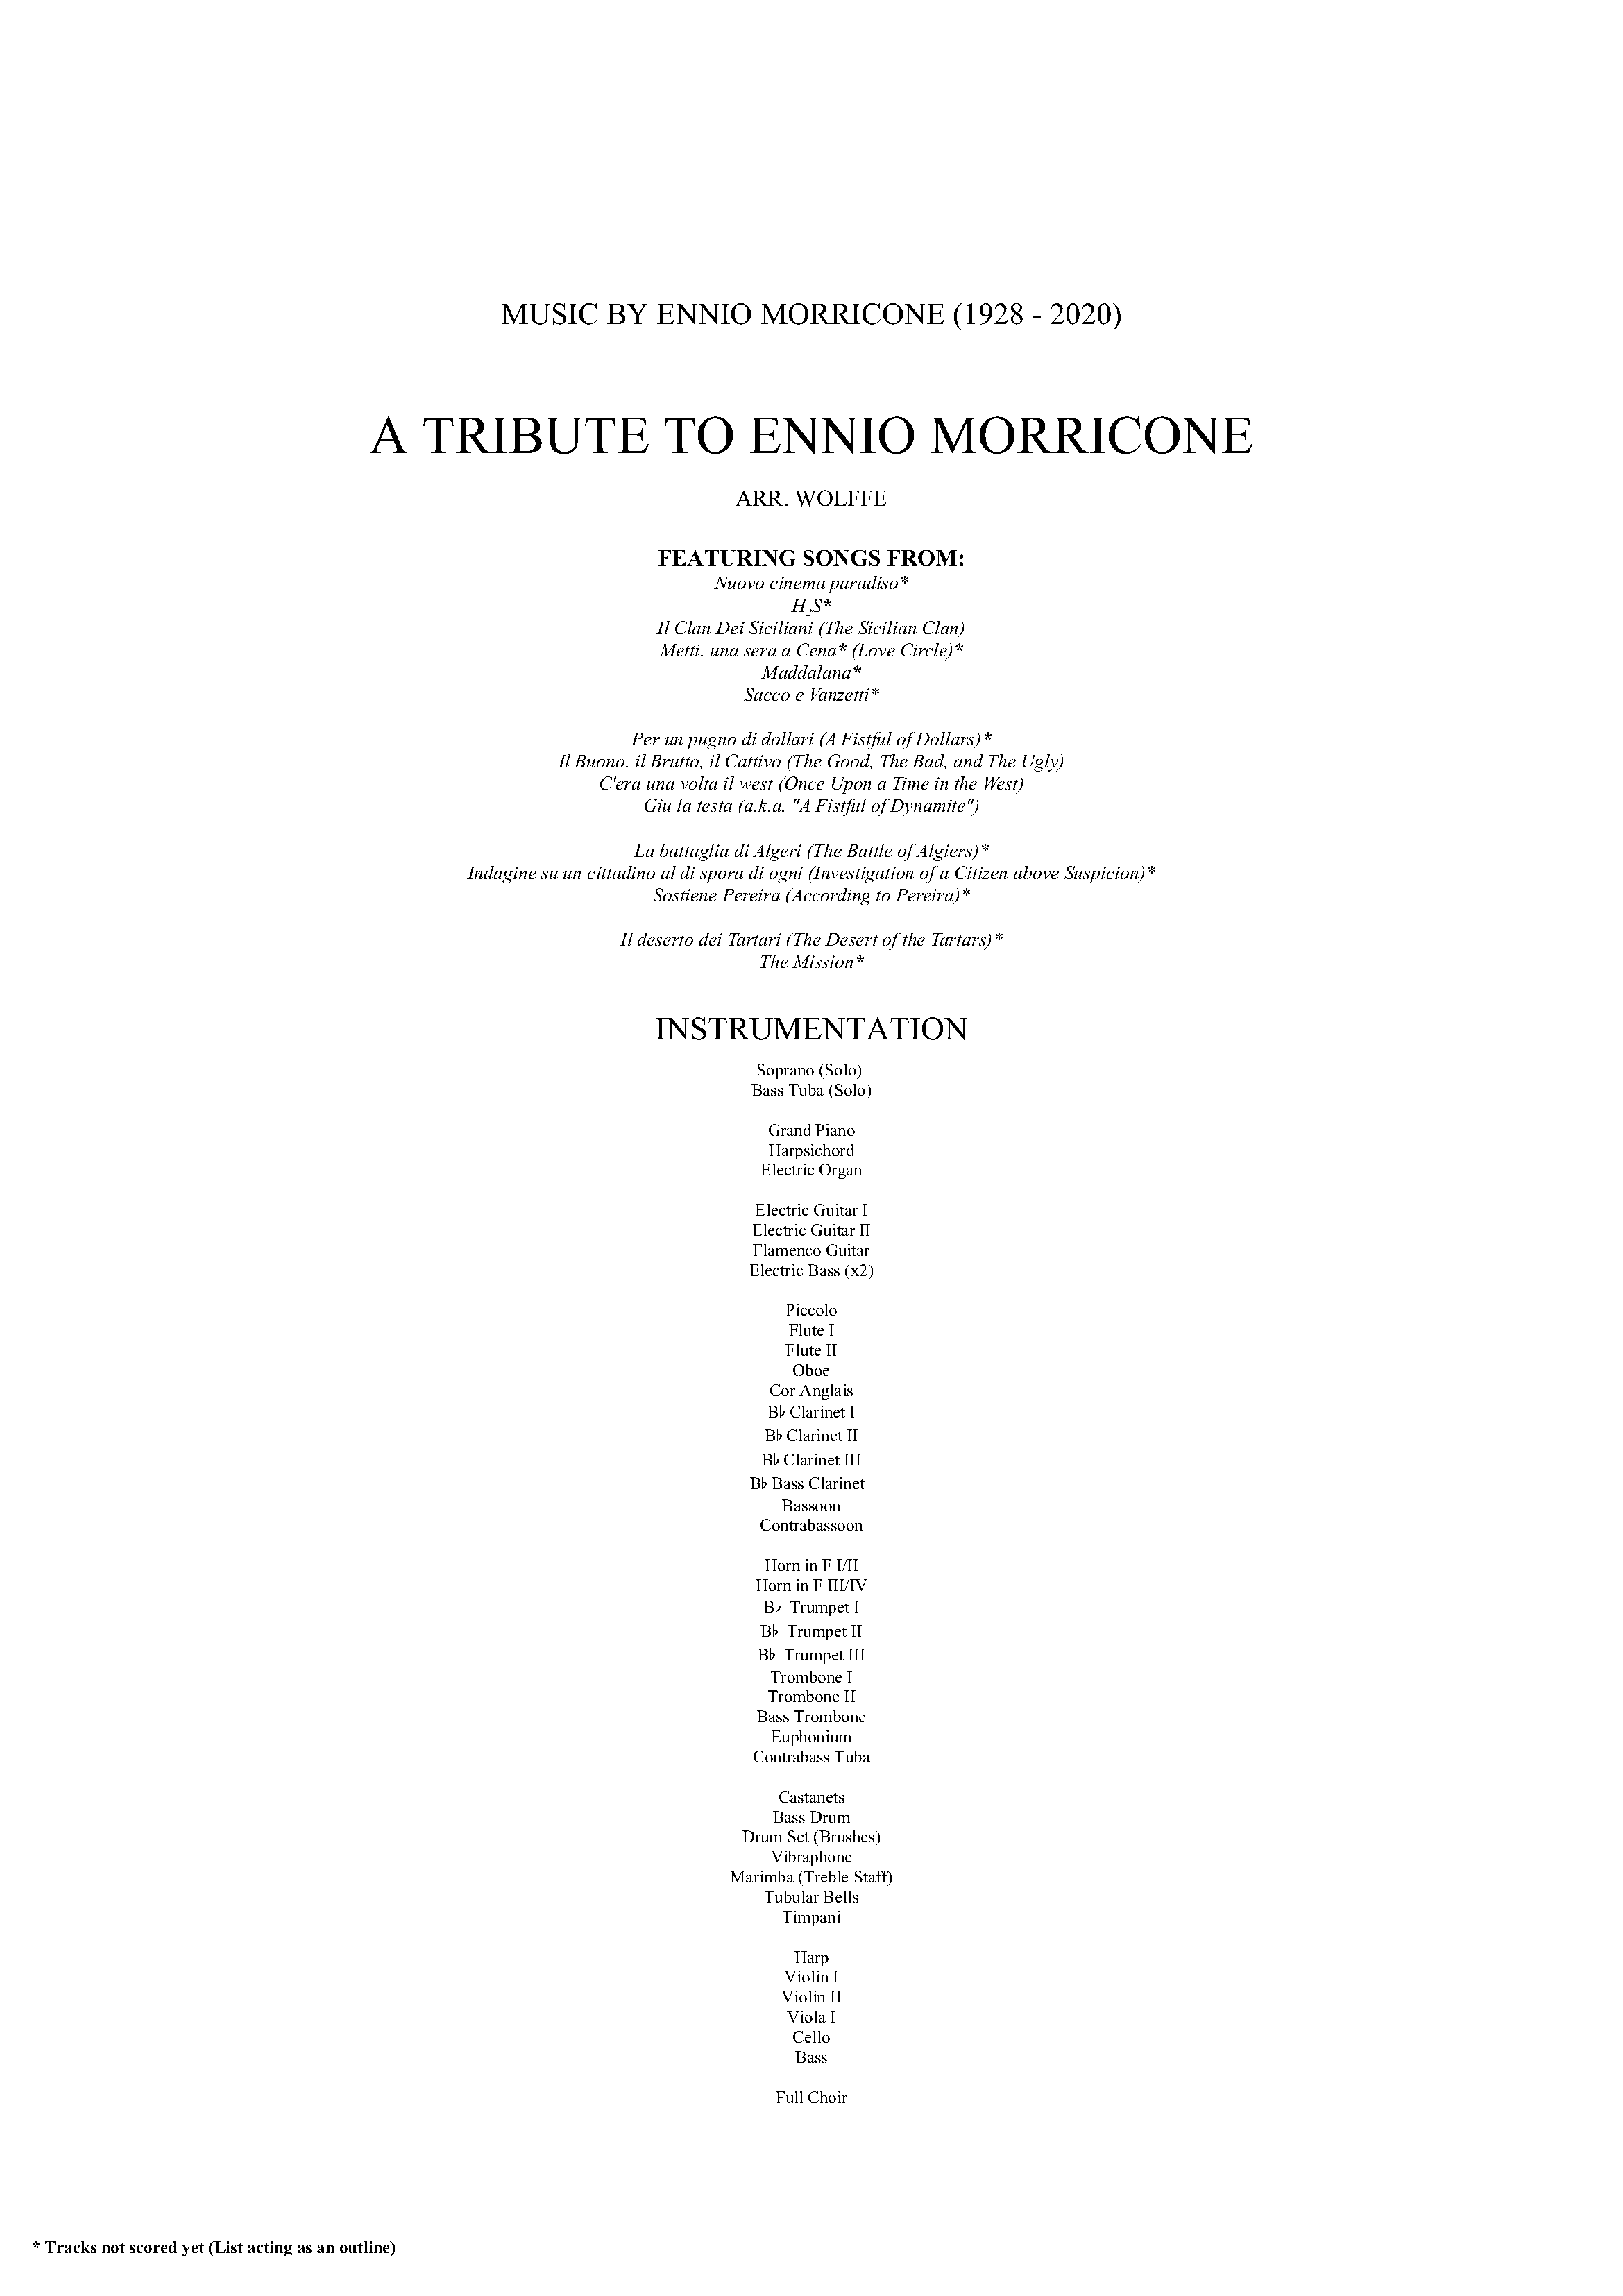 MUSIC BY ENNIO MORRICONE (1928 - 2020)
A TRIBUTE TO ENNIO MORRICONE
ARR. WOLFFE
FEATURING SONGS FROM:
Nuovo cinema paradiso*
H₂S*
Il Clan Dei Siciliani (The Sicilian Clan)
Metti, una sera a Cena* (Love Circle)*
Maddalana*
Sacco e Vanzetti*
Per un pugno di dollari (A Fistful of Dollars)*
Il Buono, il Brutto, il Cattivo (The Good, The Bad, and The Ugly)
C'era una volta il west (Once Upon a Time in the West)
Giu la testa (a.k.a. "A Fistful of Dynamite")
La battaglia di Algeri (The Battle of Algiers)*
Indagine su un cittadino al di spora di ogni (Investigation of a Citizen above Suspicion)*
Sostiene Pereira (According to Pereira)*
Il deserto dei Tartari (The Desert of the Tartars)*
The Mission*
INSTRUMENTATION
Soprano (Solo)
Bass Tuba (Solo)
Grand Piano
Harpsichord
Electric Organ
Electric Guitar I
Electric Guitar II
Flamenco Guitar
Electric Bass (x2)
Piccolo
Flute I
Flute II
Oboe
Cor Anglais
B♭ Clarinet I
B♭ Clarinet II
B♭ Clarinet III
B♭ Bass Clarinet
Bassoon
Contrabassoon
Horn in F I/II
Horn in F III/IV
B♭ Trumpet I
B♭ Trumpet II
B♭ Trumpet III
Trombone I
Trombone II
Bass Trombone
Euphonium
Contrabass Tuba
Castanets
Bass Drum
Drum Set (Brushes)
Vibraphone
Marimba (Treble Staff)
Tubular Bells
Timpani
Harp
Violin I
Violin II
Viola I
Cello
Bass
Full Choir
* Tracks not scored yet (List acting as an outline)